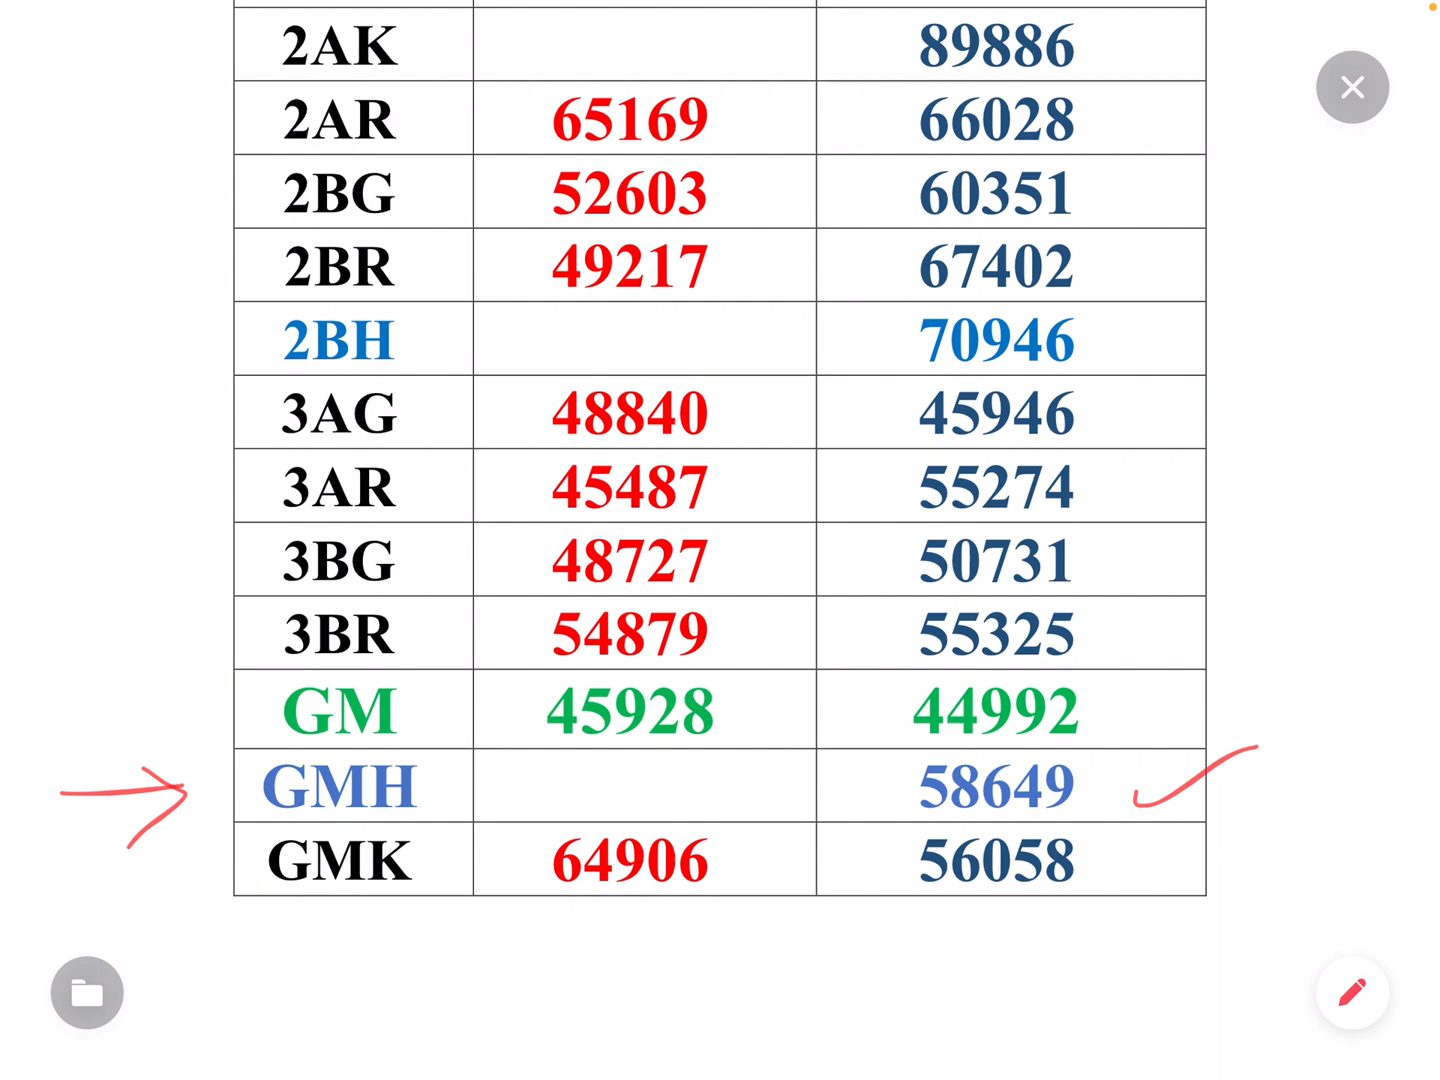 2AK 89886
2AR 65169 66028
2BG 52603 60351
2BR 49217 67402
2BH 70946
3AG 48840 45946
3AR 45487 55274
3BG 48727 50731
3BR 54879 55325
GM 45928 44992
GMH 58649
GMK 64906 56058